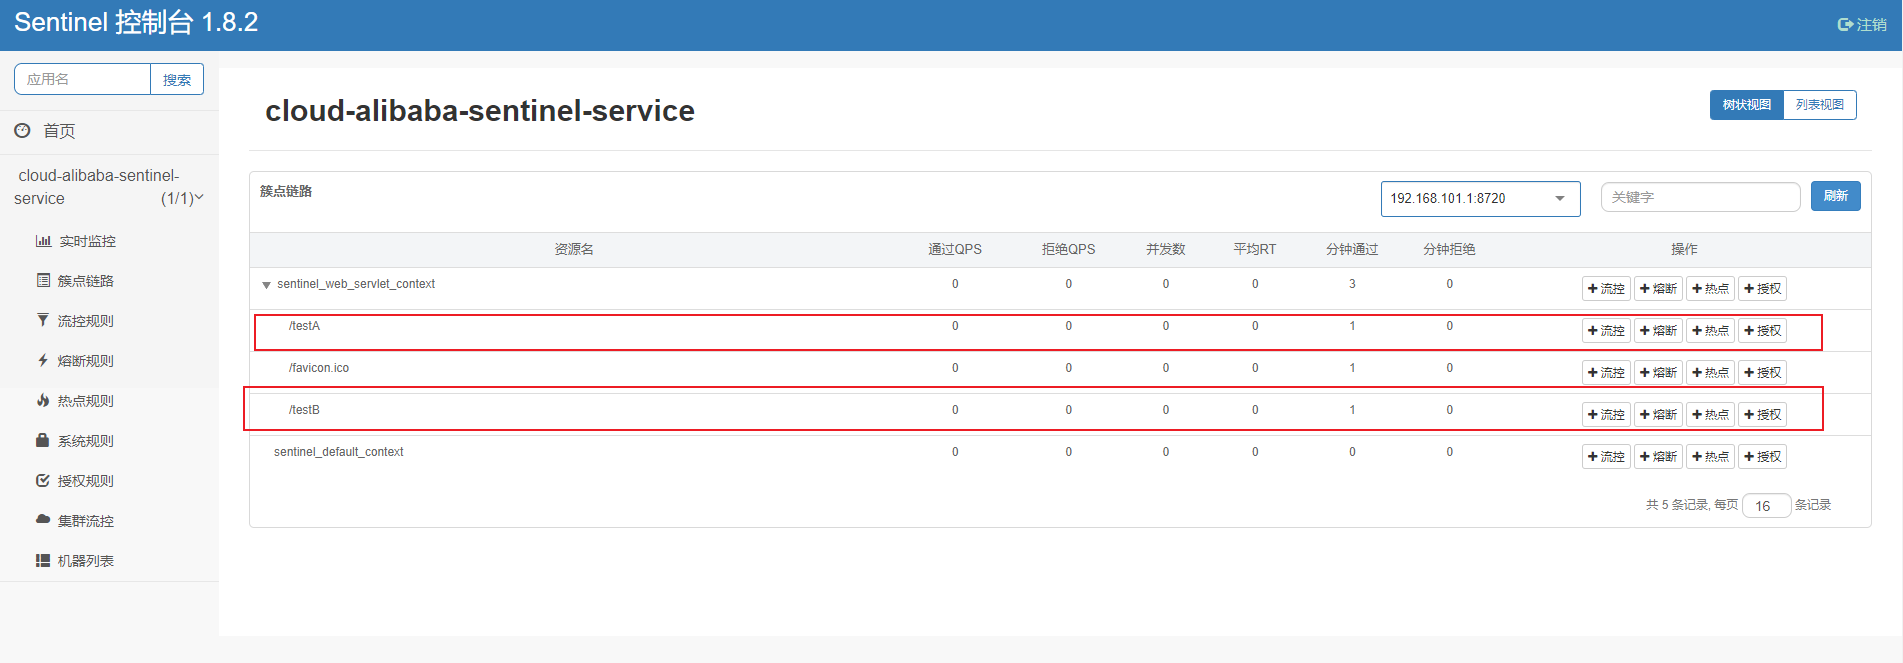 Sentinel 控制台 1.8.2
注销
应用名
搜索
首页
cloud-alibaba-sentinel-
service (1/1)
实时监控
簇点链路
流控规则
熔断规则
热点规则
系统规则
授权规则
集群流控
机器列表
cloud-alibaba-sentinel-service
树状视图 列表视图
簇点链路
192.168.101.1:8720
关键字
刷新
资源名 通过QPS 拒绝QPS 并发数 平均RT 分钟通过 分钟拒绝 操作
sentinel_web_servlet_context 0 0 0 0 3 0 流控 熔断 热点 授权
/testA 0 0 0 0 1 0 流控 熔断 热点 授权
/favicon.ico 0 0 0 0 1 0 流控 熔断 热点 授权
/testB 0 0 0 0 1 0 流控 熔断 热点 授权
sentinel_default_context 0 0 0 0 0 0 流控 熔断 热点 授权
共 5 条记录, 每页 16 条记录